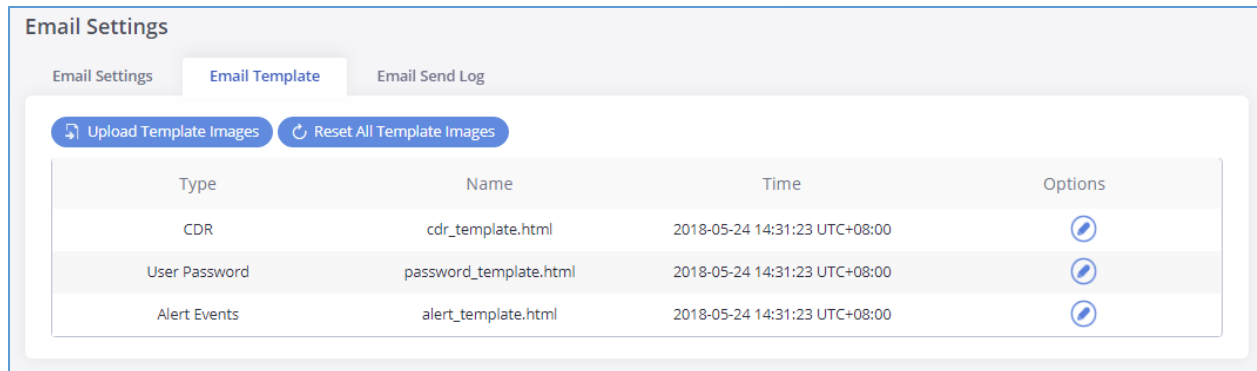 Email Settings
Email Settings Email Template Email Send Log
Upload Template Images Reset All Template Images
Type Name Time Options
CDR cdr_template.html 2018-05-24 14:31:23 UTC+08:00
User Password password_template.html 2018-05-24 14:31:23 UTC+08:00
Alert Events alert_template.html 2018-05-24 14:31:23 UTC+08:00